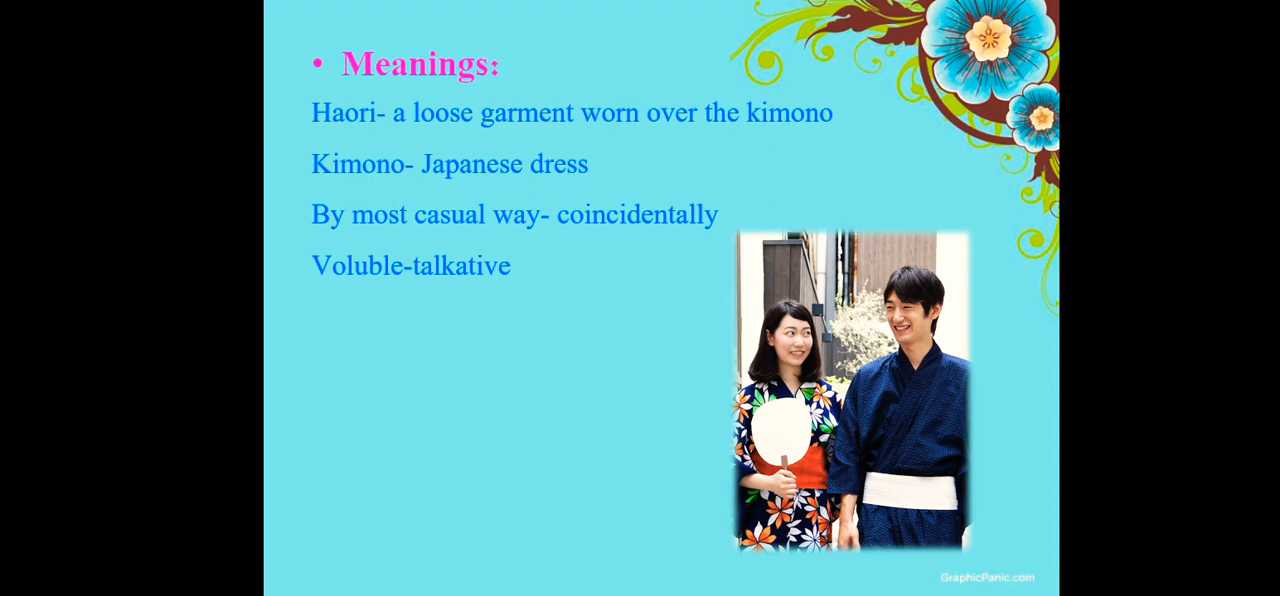 • Meanings:
Haori- a loose garment worn over the kimono
Kimono- Japanese dress
By most casual way- coincidentally
Voluble-talkative
GraphicPanic.com